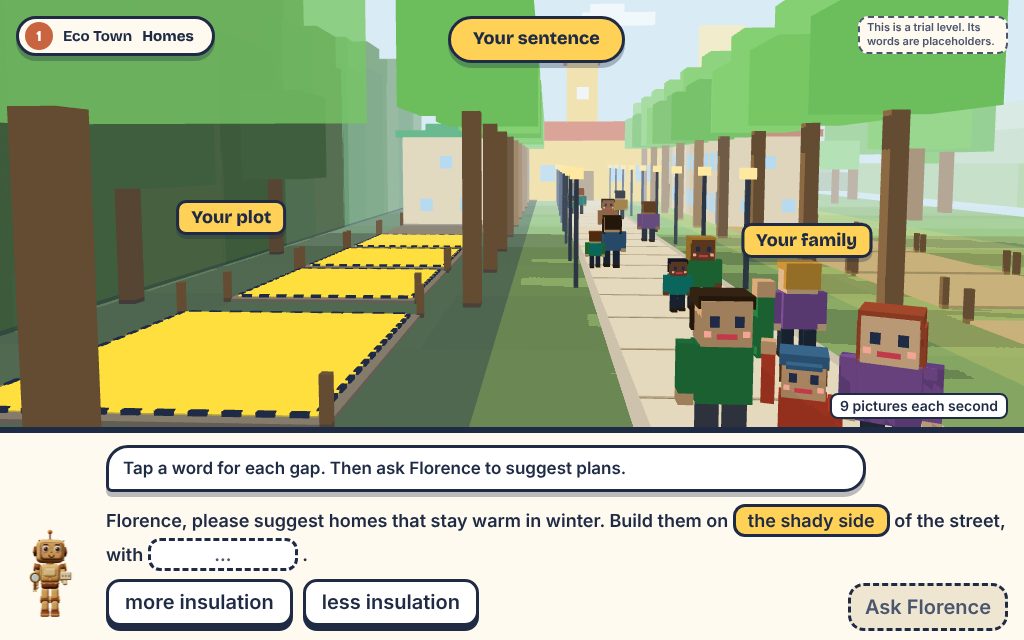 1 Eco Town Homes
Your sentence
This is a trial level. Its
words are placeholders.
Your plot
Your family
9 pictures each second
Tap a word for each gap. Then ask Florence to suggest plans.
Florence, please suggest homes that stay warm in winter. Build them on the shady side of the street,
with ... .
more insulation
less insulation
Ask Florence